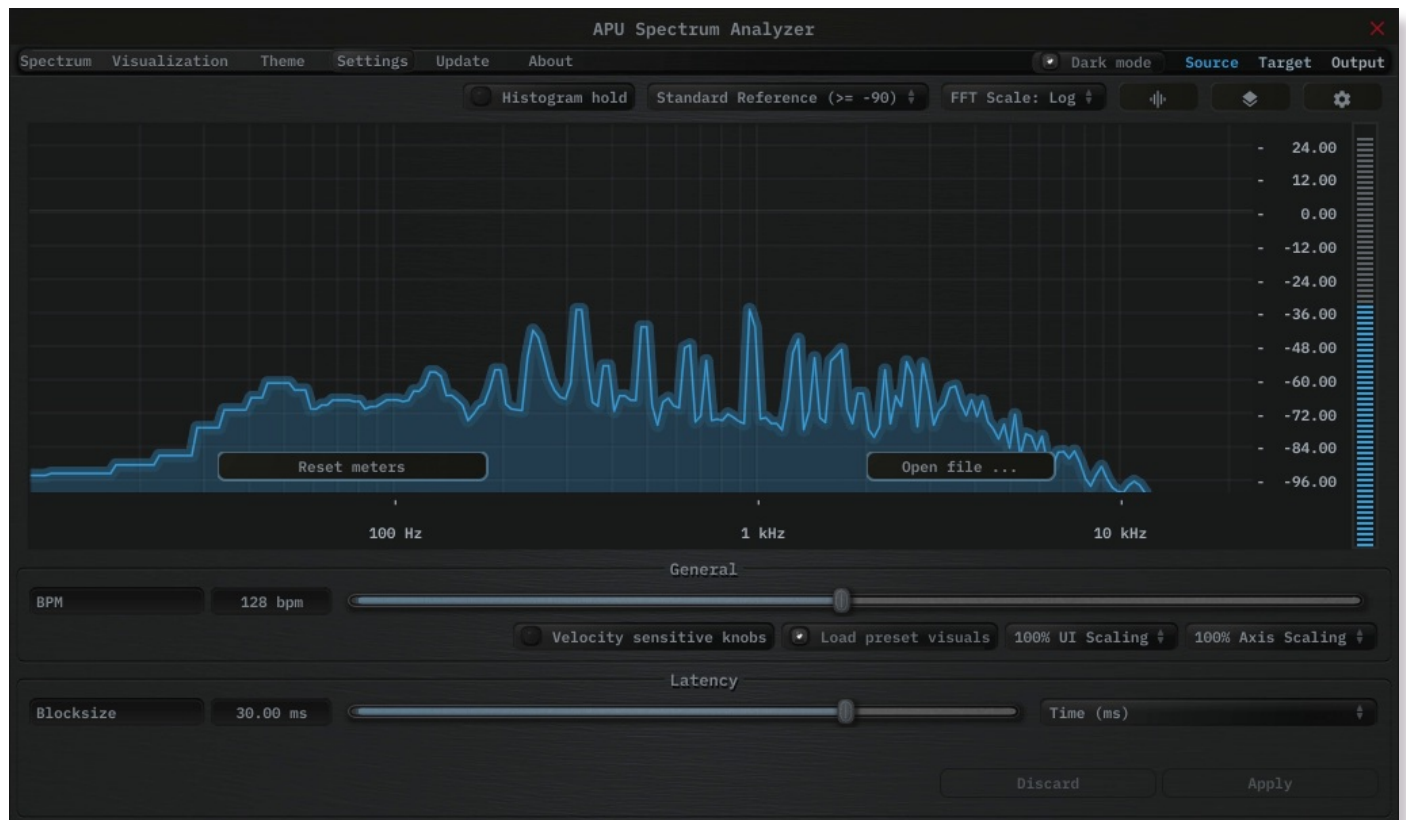 APU Spectrum Analyzer
Spectrum Visualization Theme Settings Update About Dark mode Source Target Output
Histogram hold Standard Reference (>= -90) FFT Scale: Log
- 24.00
- 12.00
- 0.00
- -12.00
- -24.00
- -36.00
- -48.00
- -60.00
- -72.00
- -84.00
Reset meters Open file ...
- -96.00
100 Hz 1 kHz 10 kHz
General
BPM 128 bpm
Velocity sensitive knobs Load preset visuals 100% UI Scaling 100% Axis Scaling
Latency
Blocksize 30.00 ms Time (ms)
Discard Apply